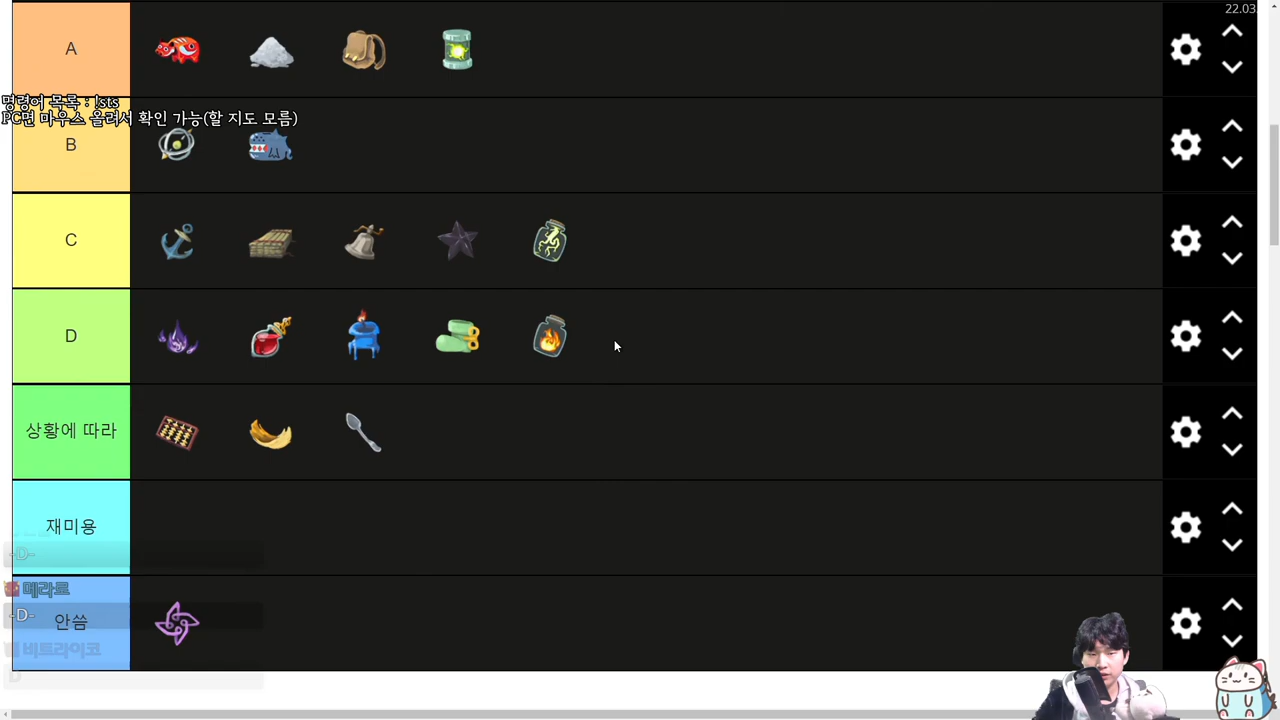 22.03
A
명령어 목록 : !sts
PC면 마우스 올려서 확인 가능(할 지도 모름)
B
C
D
상황에 따라
재미용
-D-
메라로
-D-
안씀
비트라이코
D